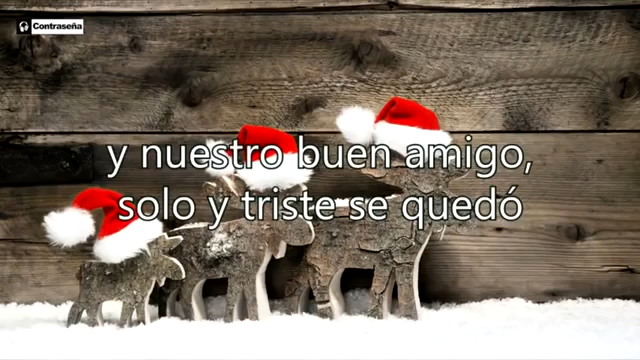 Contraseña
y nuestro buen amigo,
solo y triste se quedó